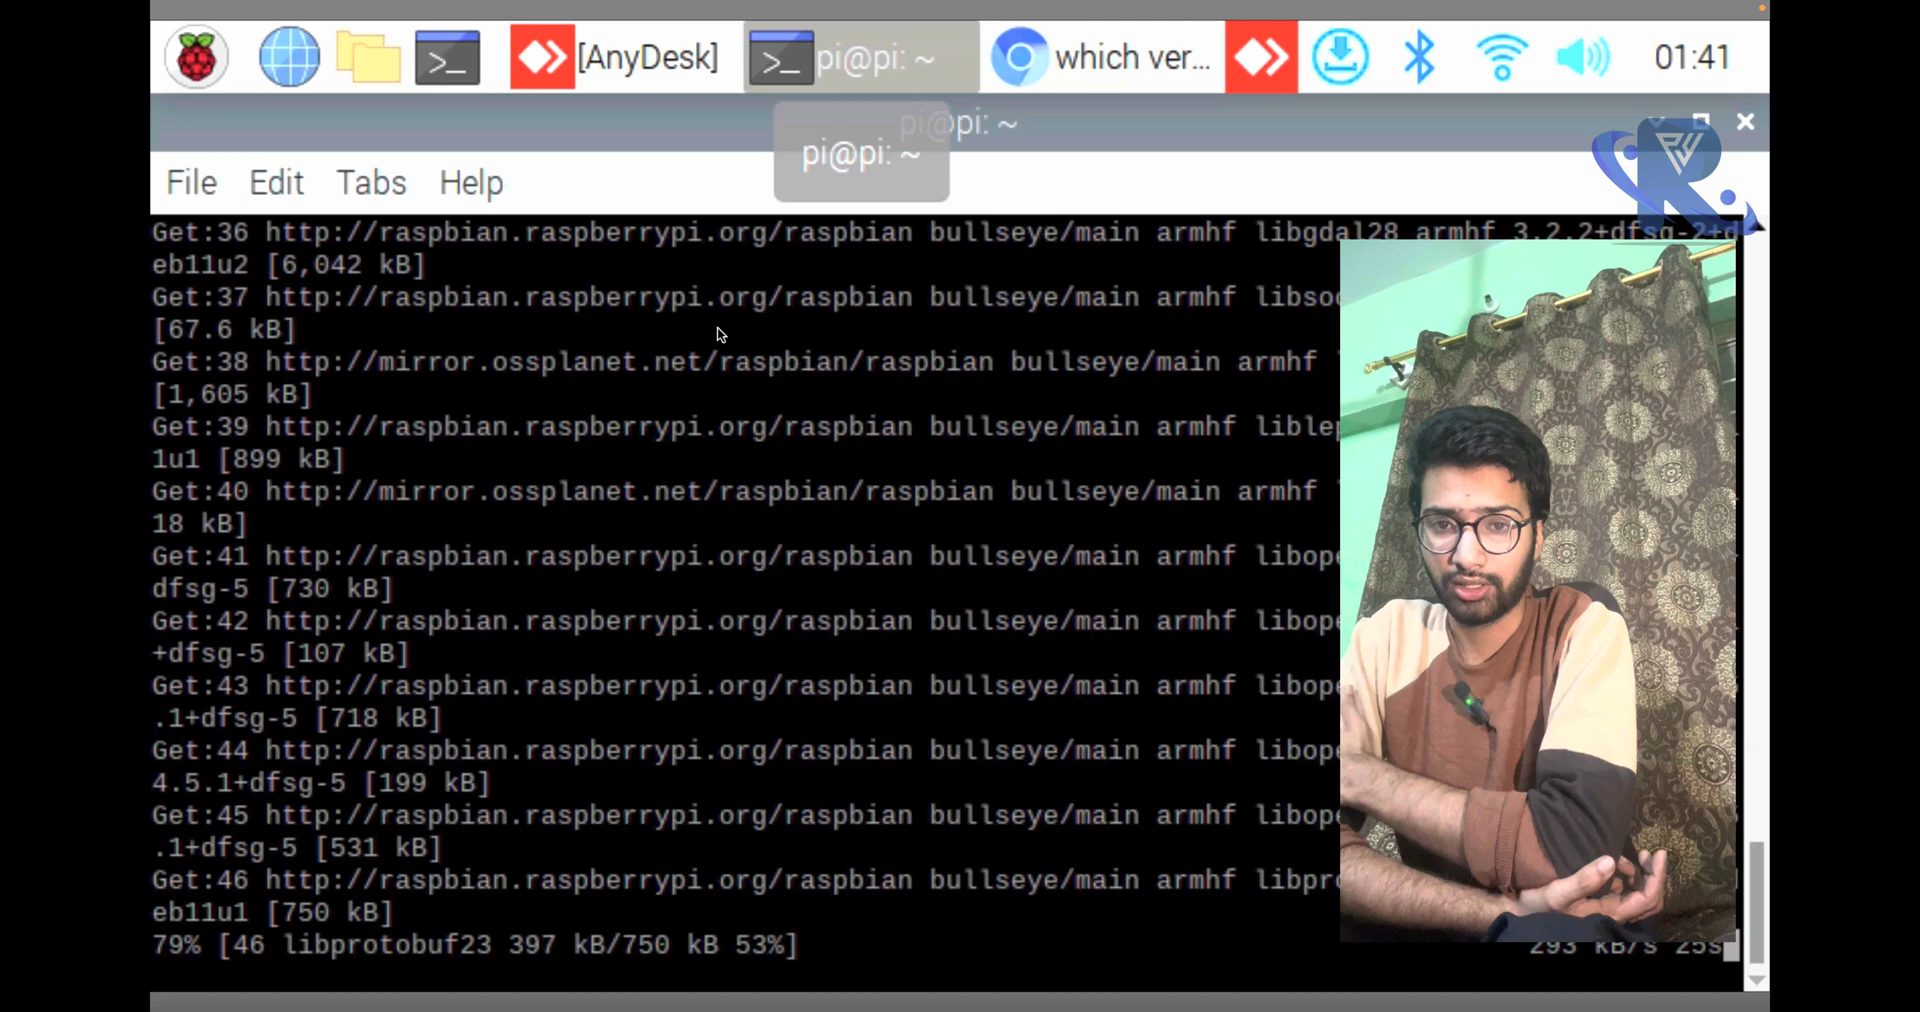 [AnyDesk]
pi@pi: ~
which ver...
01:41
pi@pi: ~
pi@pi: ~
File Edit Tabs Help
Get:36 http://raspbian.raspberrypi.org/raspbian bullseye/main armhf libgdal28 armhf 3.2.2+dfsg-2+d
eb11u2 [6,042 kB]
Get:37 http://raspbian.raspberrypi.org/raspbian bullseye/main armhf
[67.6 kB]
Get:38 http://mirror.ossplanet.net/raspbian/raspbian bullseye/main armhf
[1,605 kB]
Get:39 http://raspbian.raspberrypi.org/raspbian bullseye/main armhf
1u1 [899 kB]
Get:40 http://mirror.ossplanet.net/raspbian/raspbian bullseye/main armhf
18 kB]
Get:41 http://raspbian.raspberrypi.org/raspbian bullseye/main armhf
dfsg-5 [730 kB]
Get:42 http://raspbian.raspberrypi.org/raspbian bullseye/main armhf
+dfsg-5 [107 kB]
Get:43 http://raspbian.raspberrypi.org/raspbian bullseye/main armhf
.1+dfsg-5 [718 kB]
Get:44 http://raspbian.raspberrypi.org/raspbian bullseye/main armhf
4.5.1+dfsg-5 [199 kB]
Get:45 http://raspbian.raspberrypi.org/raspbian bullseye/main armhf
.1+dfsg-5 [531 kB]
Get:46 http://raspbian.raspberrypi.org/raspbian bullseye/main armhf
eb11u1 [750 kB]
79% [46 libprotobuf23 397 kB/750 kB 53%] 293 kB/s 25s